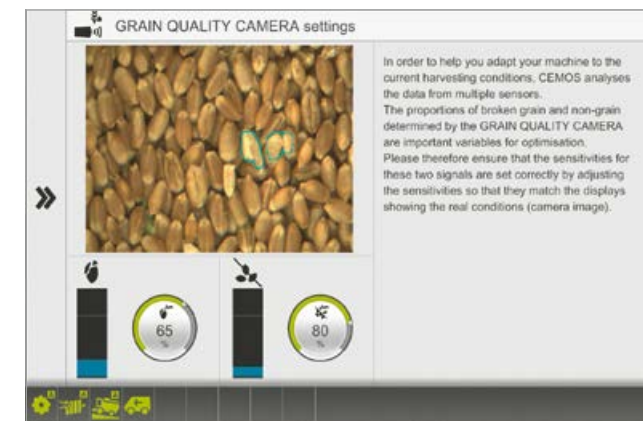 GRAIN QUALITY CAMERA settings
In order to help you adapt your machine to the
current harvesting conditions, CEMOS analyses
the data from multiple sensors.
The proportions of broken grain and non-grain
determined by the GRAIN QUALITY CAMERA
are important variables for optimisation.
Please therefore ensure that the sensitivities for
these two signals are set correctly by adjusting
the sensitivities so that they match the displays
showing the real conditions (camera image).
65
%
80
%